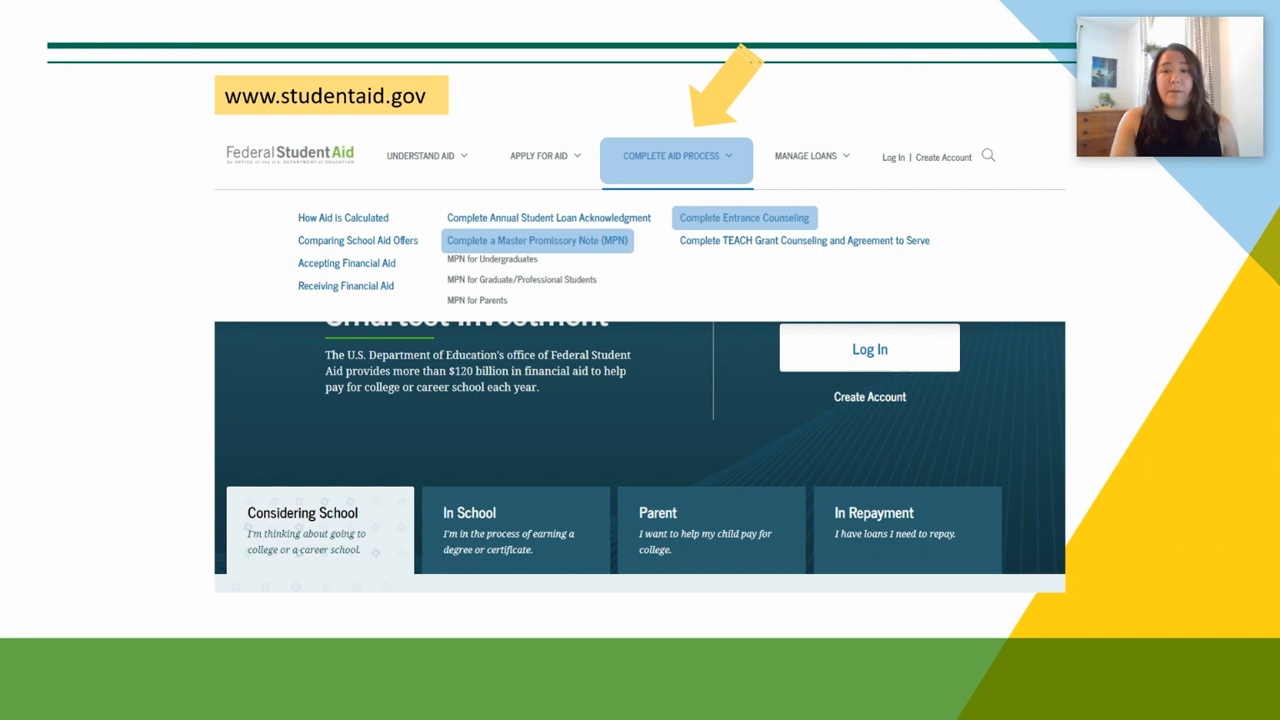 www.studentaid.gov
Federal Student Aid
An OFFICE of the U.S. DEPARTMENT of EDUCATION
UNDERSTAND AID
APPLY FOR AID
COMPLETE AID PROCESS
MANAGE LOANS
Log In | Create Account
How Aid is Calculated
Comparing School Aid Offers
Accepting Financial Aid
Receiving Financial Aid
Complete Annual Student Loan Acknowledgment
Complete a Master Promissory Note (MPN)
MPN for Undergraduates
MPN for Graduate/Professional Students
MPN for Parents
Complete Entrance Counseling
Complete TEACH Grant Counseling and Agreement to Serve
Smartest Investment
The U.S. Department of Education's office of Federal Student
Aid provides more than $120 billion in financial aid to help
pay for college or career school each year.
Log In
Create Account
Considering School
I'm thinking about going to
college or a career school.
In School
I'm in the process of earning a
degree or certificate.
Parent
I want to help my child pay for
college.
In Repayment
I have loans I need to repay.